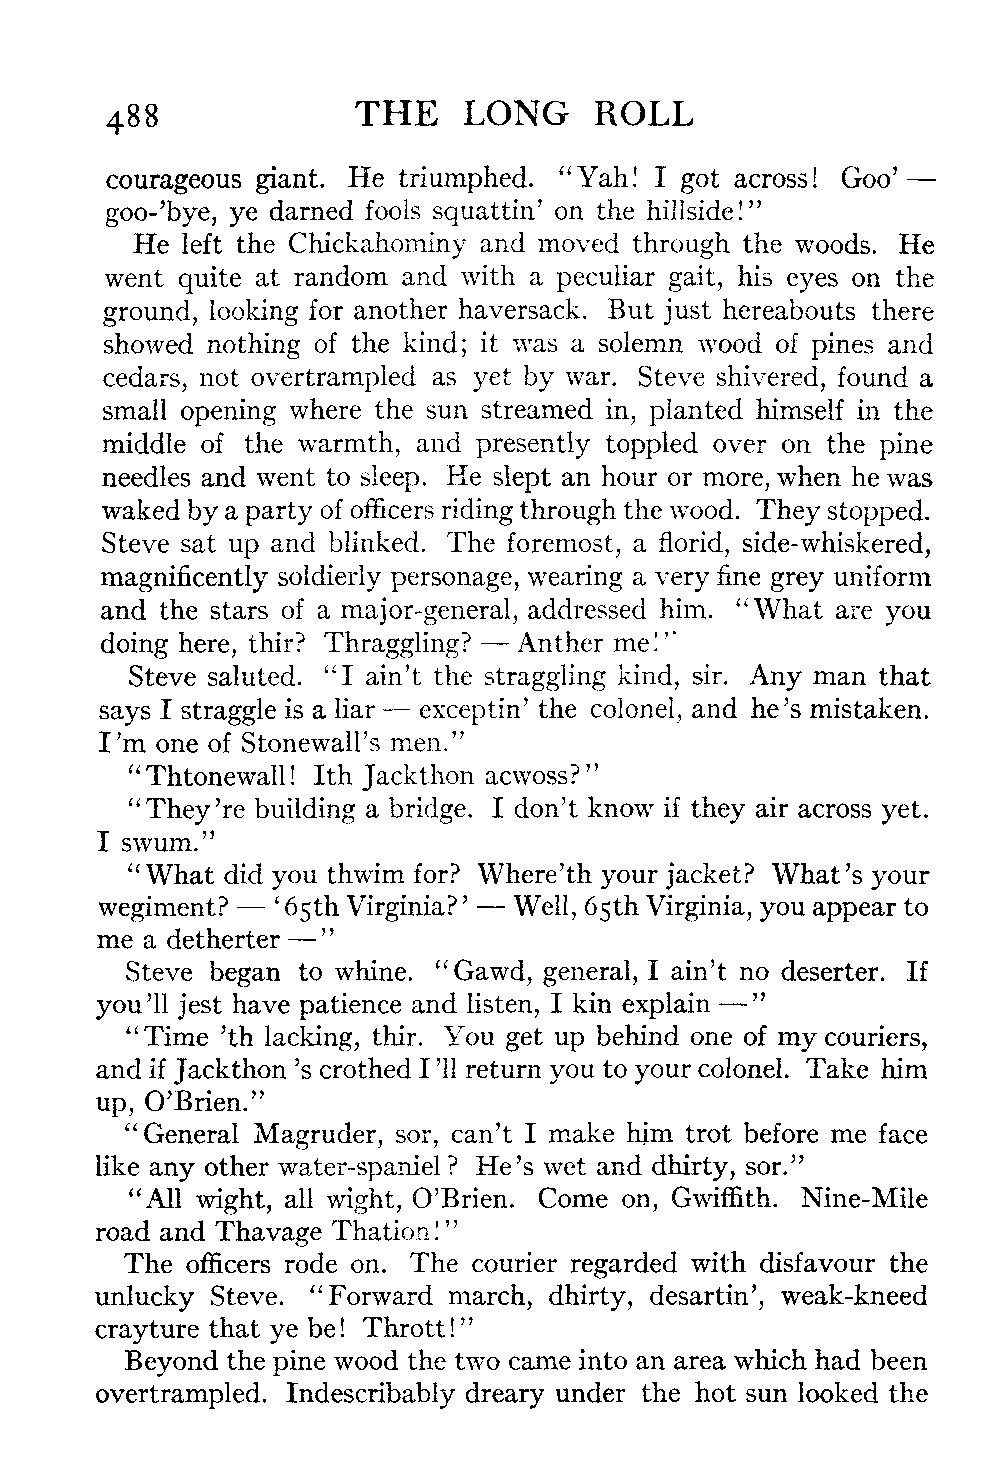 488 THE LONG ROLL
courageous giant. He triumphed. “Yah! I got across! Goo’ —
goo-’bye, ye darned fools squattin’ on the hillside!”
He left the Chickahominy and moved through the woods. He
went quite at random and with a peculiar gait, his eyes on the
ground, looking for another haversack. But just hereabouts there
showed nothing of the kind; it was a solemn wood of pines and
cedars, not overtrampled as yet by war. Steve shivered, found a
small opening where the sun streamed in, planted himself in the
middle of the warmth, and presently toppled over on the pine
needles and went to sleep. He slept an hour or more, when he was
waked by a party of officers riding through the wood. They stopped.
Steve sat up and blinked. The foremost, a florid, side-whiskered,
magnificently soldierly personage, wearing a very fine grey uniform
and the stars of a major-general, addressed him. “What are you
doing here, thir? Thraggling? — Anther me!”
Steve saluted. “I ain’t the straggling kind, sir. Any man that
says I straggle is a liar — exceptin’ the colonel, and he’s mistaken.
I’m one of Stonewall’s men.”
“Thtonewall! Ith Jackthon acwoss?”
“They’re building a bridge. I don’t know if they air across yet.
I swum.”
“What did you thwim for? Where’th your jacket? What’s your
wegiment? — ‘65th Virginia?’ — Well, 65th Virginia, you appear to
me a detherter —”
Steve began to whine. “Gawd, general, I ain’t no deserter. If
you’ll jest have patience and listen, I kin explain —”
“Time ’th lacking, thir. You get up behind one of my couriers,
and if Jackthon’s crothed I’ll return you to your colonel. Take him
up, O’Brien.”
“General Magruder, sor, can’t I make him trot before me face
like any other water-spaniel? He’s wet and dhirty, sor.”
“All wight, all wight, O’Brien. Come on, Gwiffith. Nine-Mile
road and Thavage Thation!”
The officers rode on. The courier regarded with disfavour the
unlucky Steve. “Forward march, dhirty, desartin’, weak-kneed
crayture that ye be! Thrott!”
Beyond the pine wood the two came into an area which had been
overtrampled. Indescribably dreary under the hot sun looked the